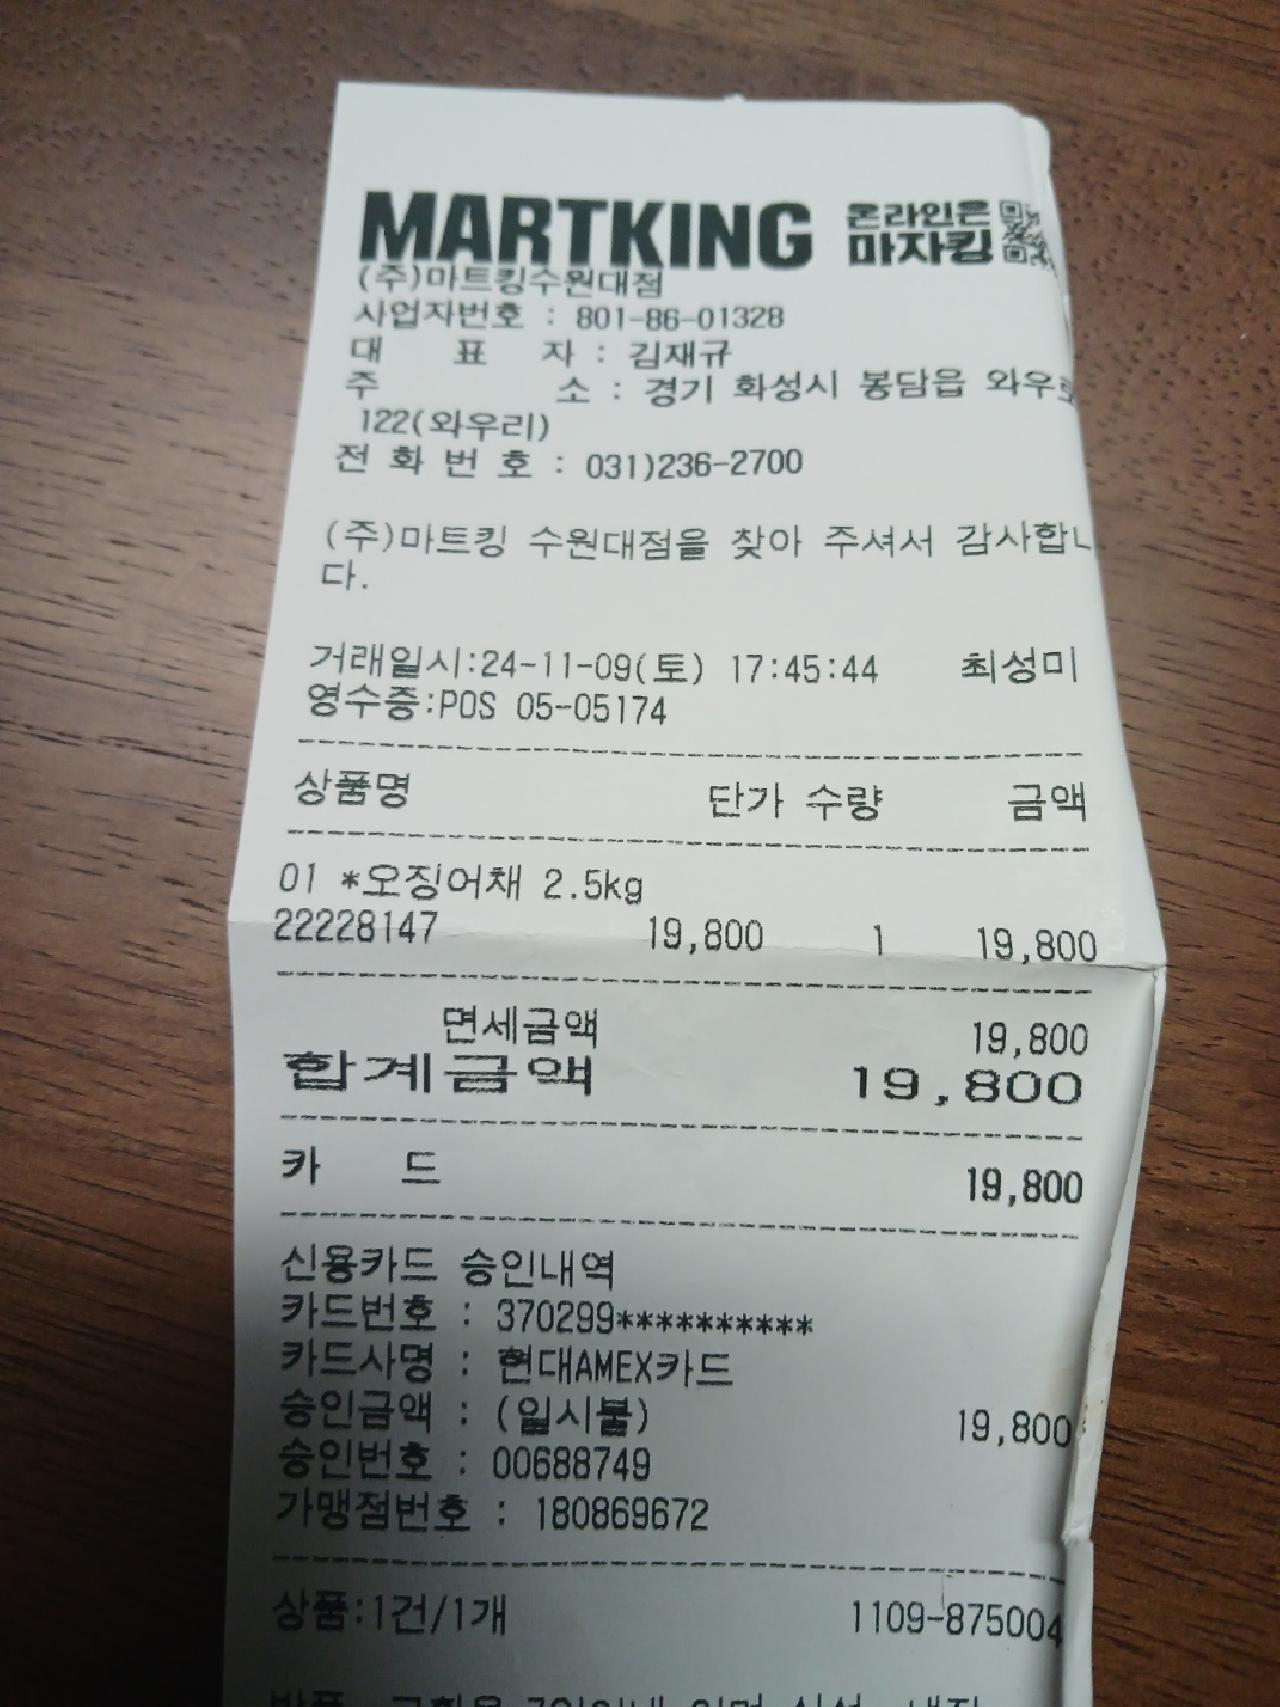 MARTKING 온라인은 마자킹
(주)마트킹수원대점
사업자번호 : 801-86-01328
대 표 자 : 김재규
주 소 : 경기 화성시 봉담읍 와우로
122(와우리)
전 화 번 호 : 031)236-2700
(주)마트킹 수원대점을 찾아 주셔서 감사합니
다.
거래일시:24-11-09(토) 17:45:44 최성미
영수증:POS 05-05174
상품명 단가 수량 금액
01 *오징어채 2.5kg
22228147 19,800 1 19,800
면세금액 19,800
합계금액 19,800
카 드 19,800
신용카드 승인내역
카드번호 : 370299**********
카드사명 : 현대AMEX카드
승인금액 : (일시불) 19,800
승인번호 : 00688749
가맹점번호 : 180869672
상품:1건/1개 1109-875004